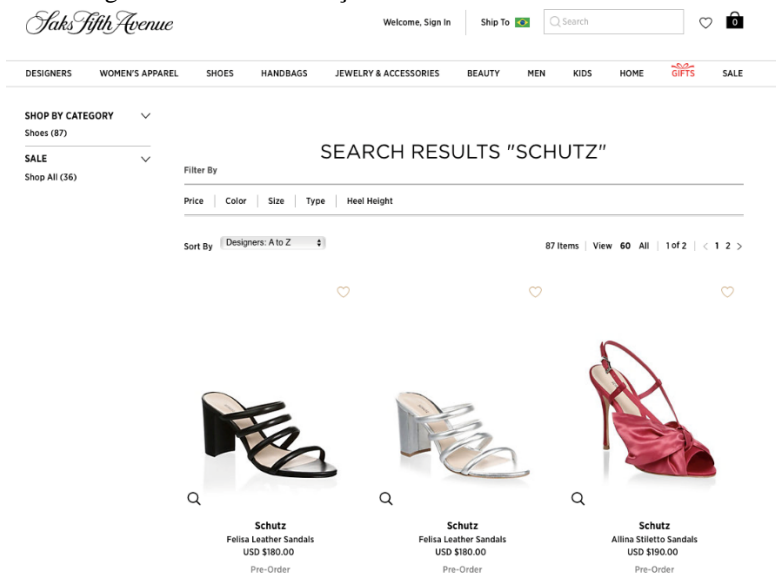 Saks Fifth Avenue
Welcome, Sign In
Ship To
Search
0
DESIGNERS WOMEN'S APPAREL SHOES HANDBAGS JEWELRY & ACCESSORIES BEAUTY MEN KIDS HOME GIFTS SALE
SHOP BY CATEGORY
Shoes (87)
SALE
Shop All (36)
SEARCH RESULTS "SCHUTZ"
Filter By
Price Color Size Type Heel Height
Sort By Designers: A to Z
87 Items View 60 All 1 of 2 < 1 2 >
Schutz
Felisa Leather Sandals
USD $180.00
Pre-Order
Schutz
Felisa Leather Sandals
USD $180.00
Pre-Order
Schutz
Allina Stiletto Sandals
USD $190.00
Pre-Order